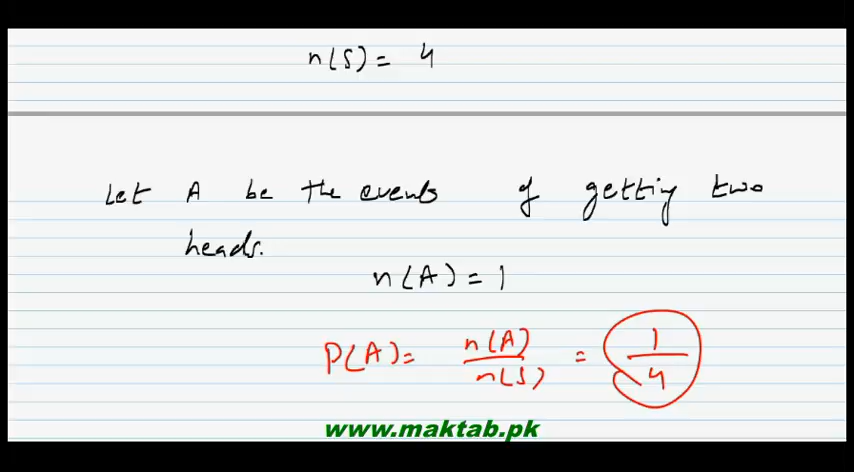 n(S) = 4
Let A be the events of getting two
heads.
n(A) = 1
P(A) = n(A)/n(S) = 1/4
www.maktab.pk